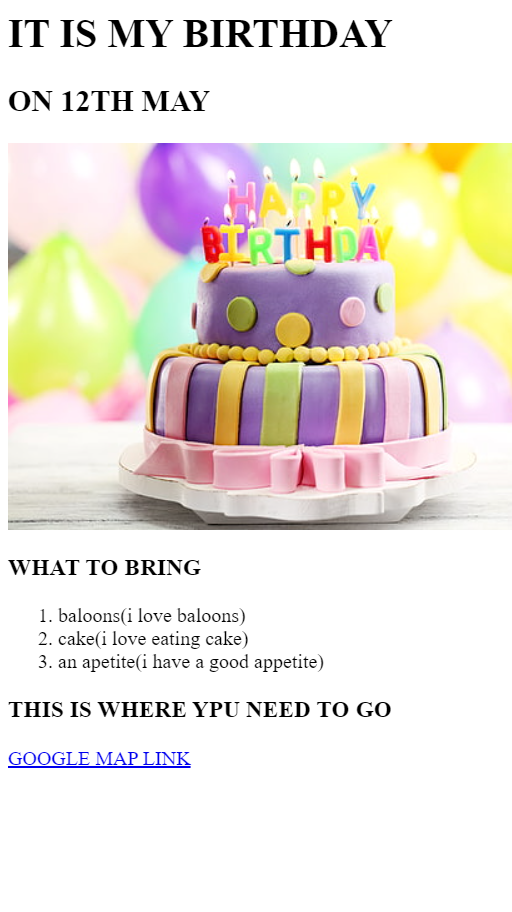 IT IS MY BIRTHDAY
ON 12TH MAY
HAPPY
BIRTHDAY
WHAT TO BRING
1. baloons(i love baloons)
2. cake(i love eating cake)
3. an apetite(i have a good appetite)
THIS IS WHERE YPU NEED TO GO
GOOGLE MAP LINK